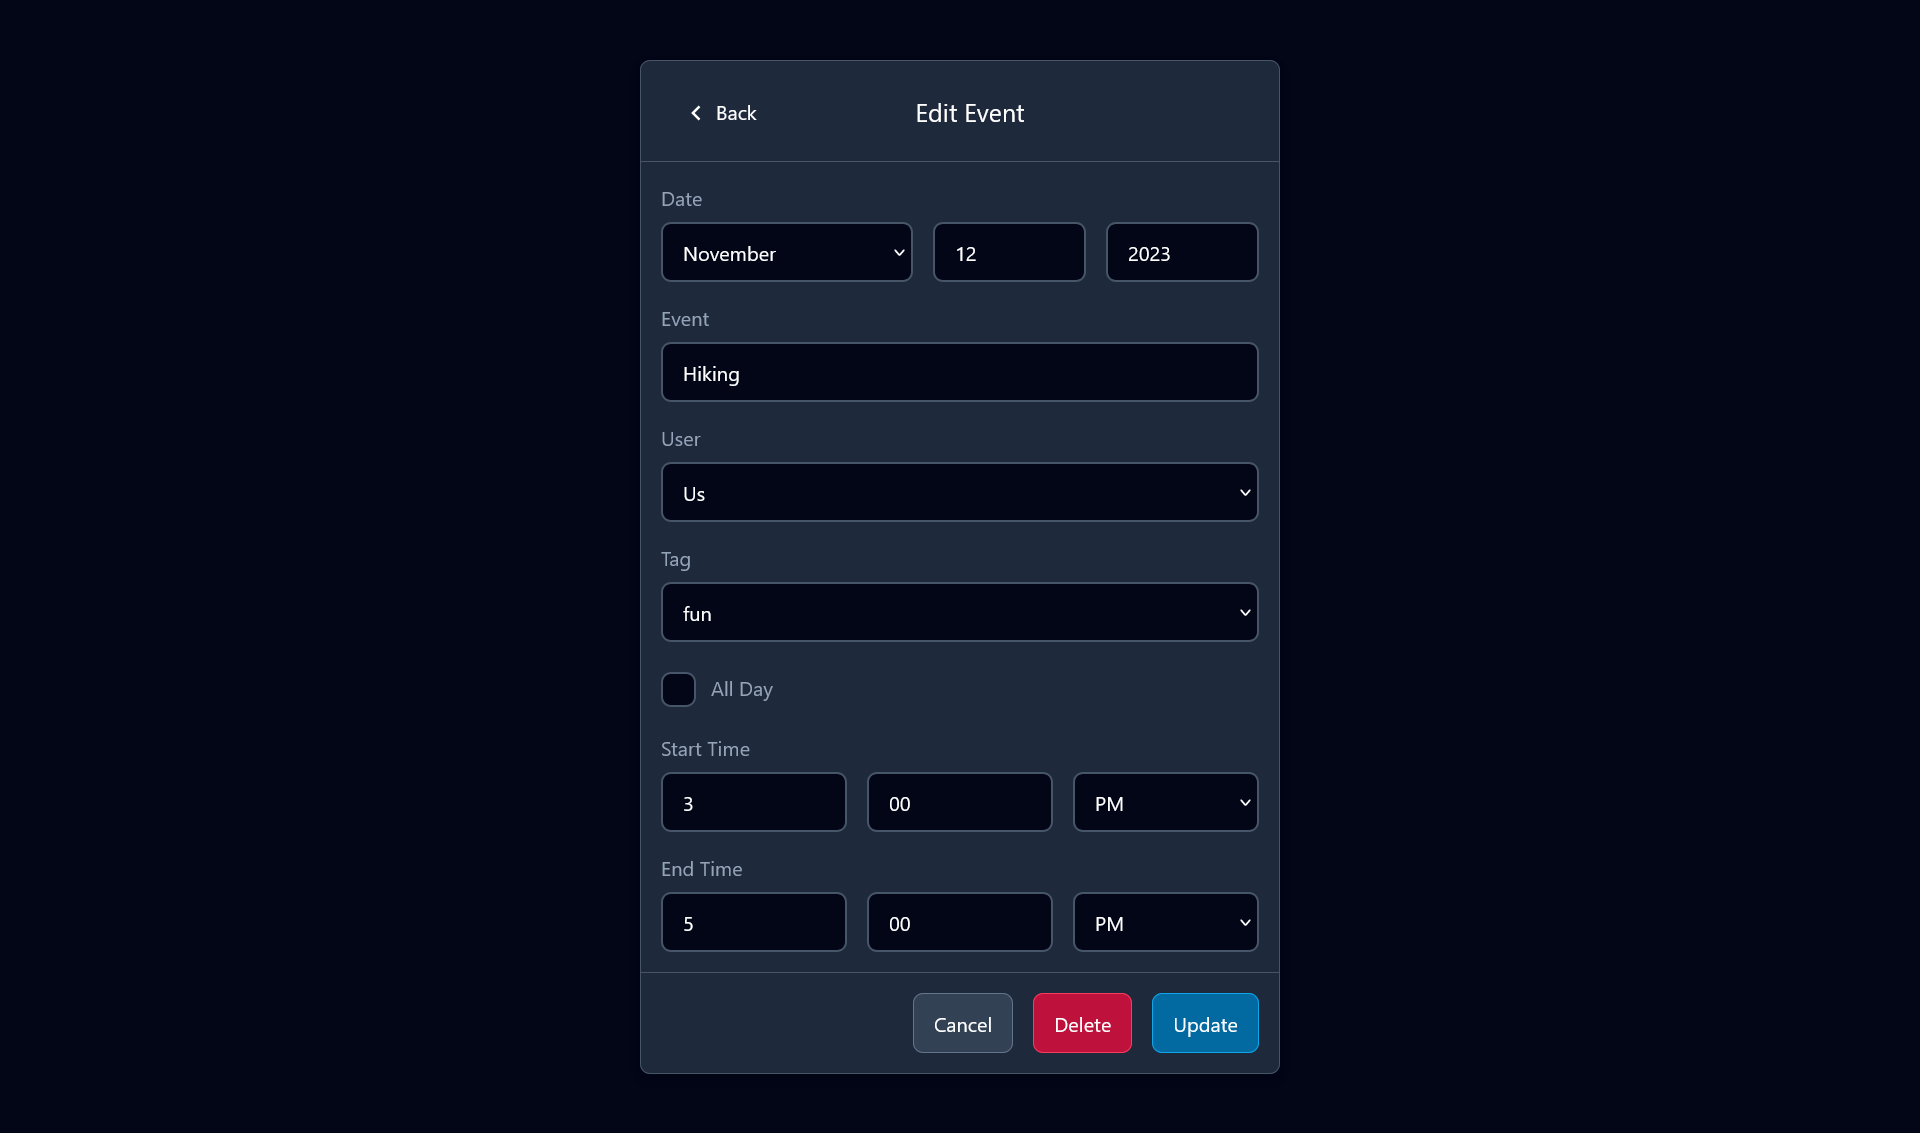 Back
Edit Event
Date
November
12
2023
Event
Hiking
User
Us
Tag
fun
All Day
Start Time
3
00
PM
End Time
5
00
PM
Cancel
Delete
Update